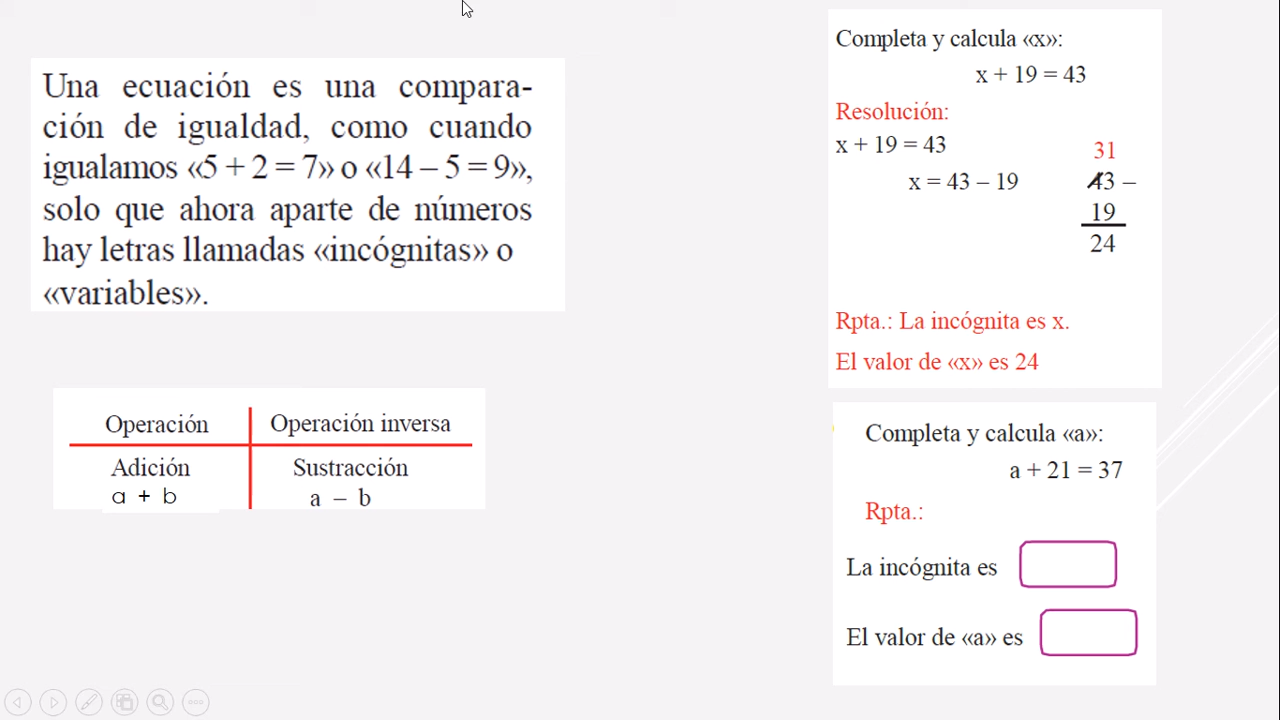 Una ecuación es una compara-
ción de igualdad, como cuando
igualamos «5 + 2 = 7» o «14 – 5 = 9»,
solo que ahora aparte de números
hay letras llamadas «incógnitas» o
«variables».
Operación Operación inversa
Adición Sustracción
a + b a – b
Completa y calcula «x»:
x + 19 = 43
Resolución:
x + 19 = 43
x = 43 – 19
31
43 –
19
24
Rpta.: La incógnita es x.
El valor de «x» es 24
Completa y calcula «a»:
a + 21 = 37
Rpta.:
La incógnita es
El valor de «a» es